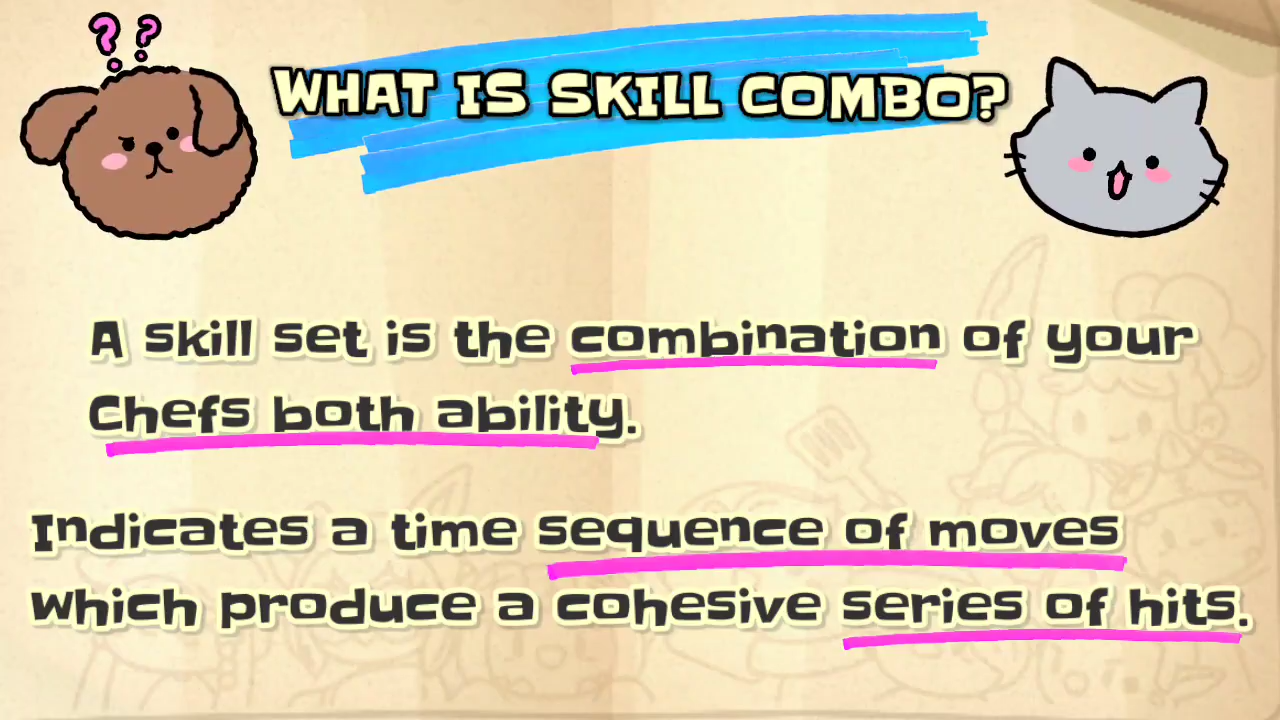 ? ?
WHAT IS SKILL COMBO?
A skill set is the combination of your
Chefs both ability.
Indicates a time sequence of moves
which produce a cohesive series of hits.